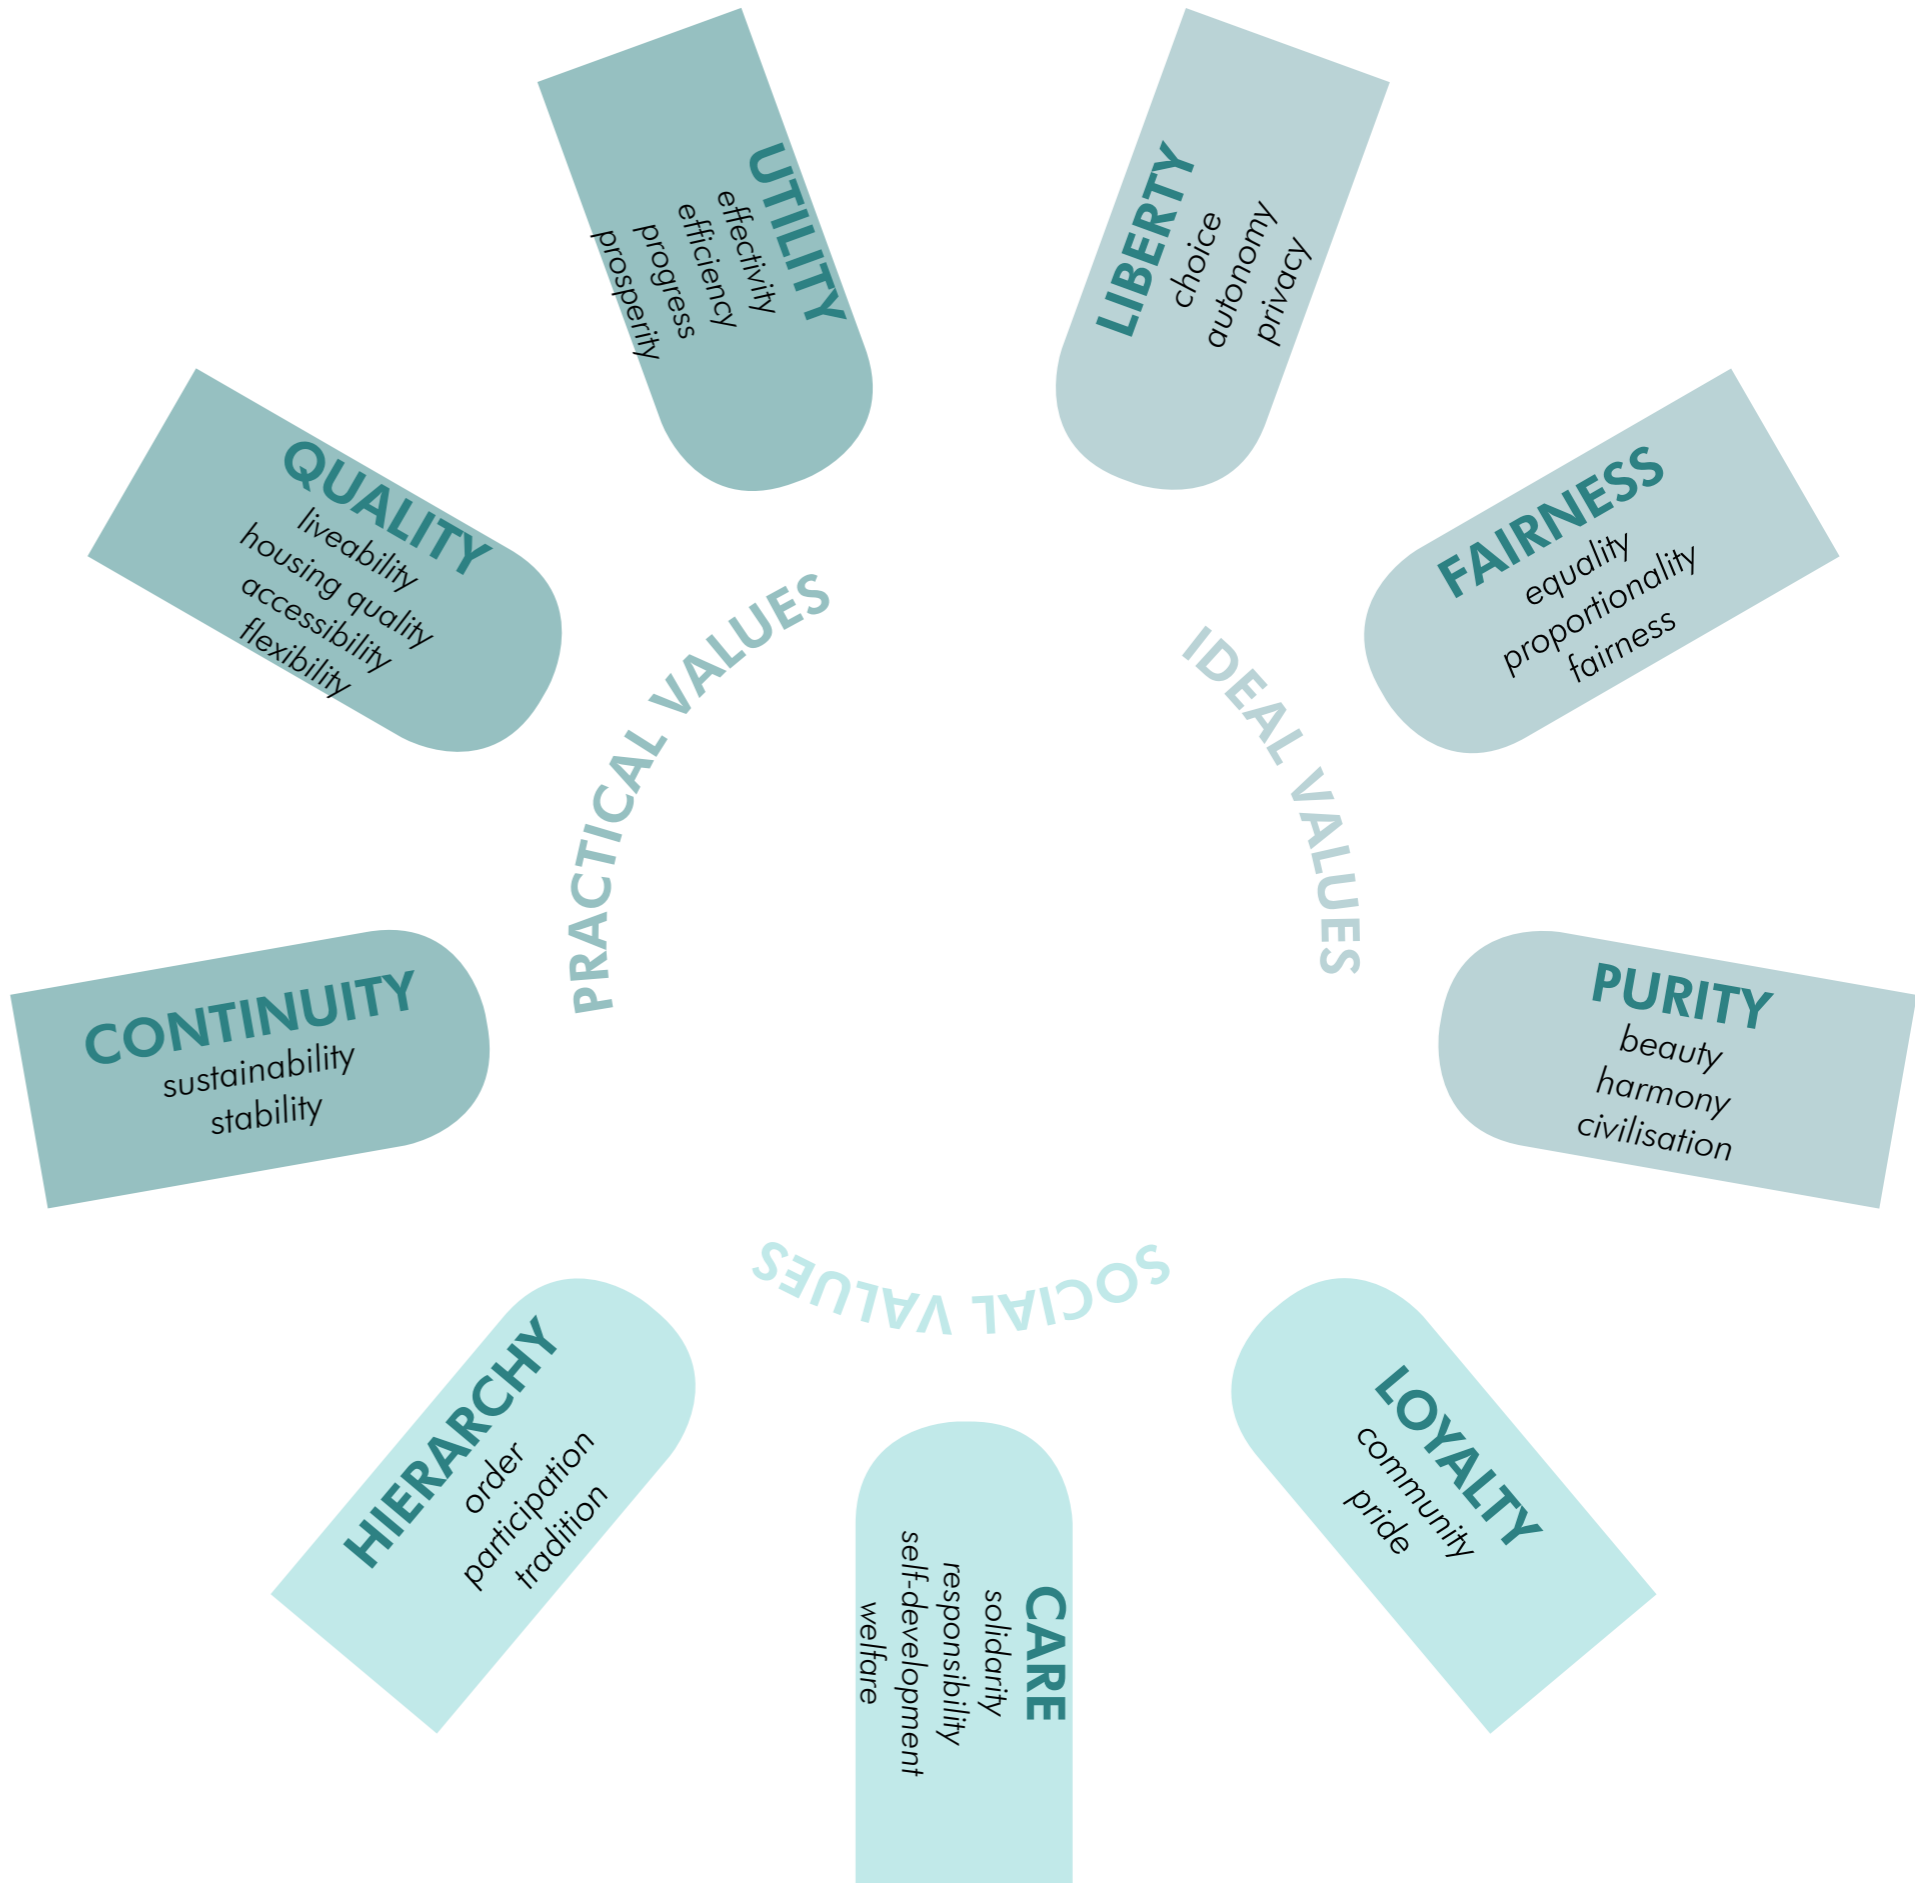 UTILITY
effectivity
efficiency
progress
prosperity
LIBERTY
choice
autonomy
privacy
QUALITY
liveability
housing quality
accessibility
flexibility
FAIRNESS
equality
proportionality
fairness
PRACTICAL VALUES
IDEAL VALUES
CONTINUITY
sustainability
stability
PURITY
beauty
harmony
civilisation
SOCIAL VALUES
HIERARCHY
order
participation
tradition
CARE
solidarity
responsibility
self-development
welfare
LOYALTY
community
pride